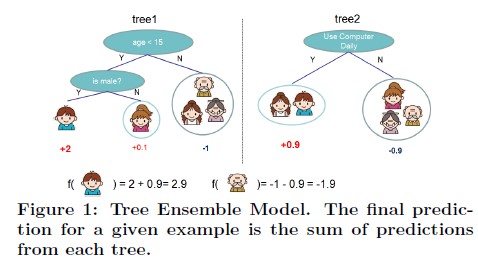 tree1
tree2
age < 15
Use Computer
Daily
Y
N
Y
N
is male?
Y
N
+2
+0.1
-1
+0.9
-0.9
f( ) = 2 + 0.9= 2.9
f( )= -1 - 0.9 = -1.9
Figure 1: Tree Ensemble Model. The final predic-
tion for a given example is the sum of predictions
from each tree.